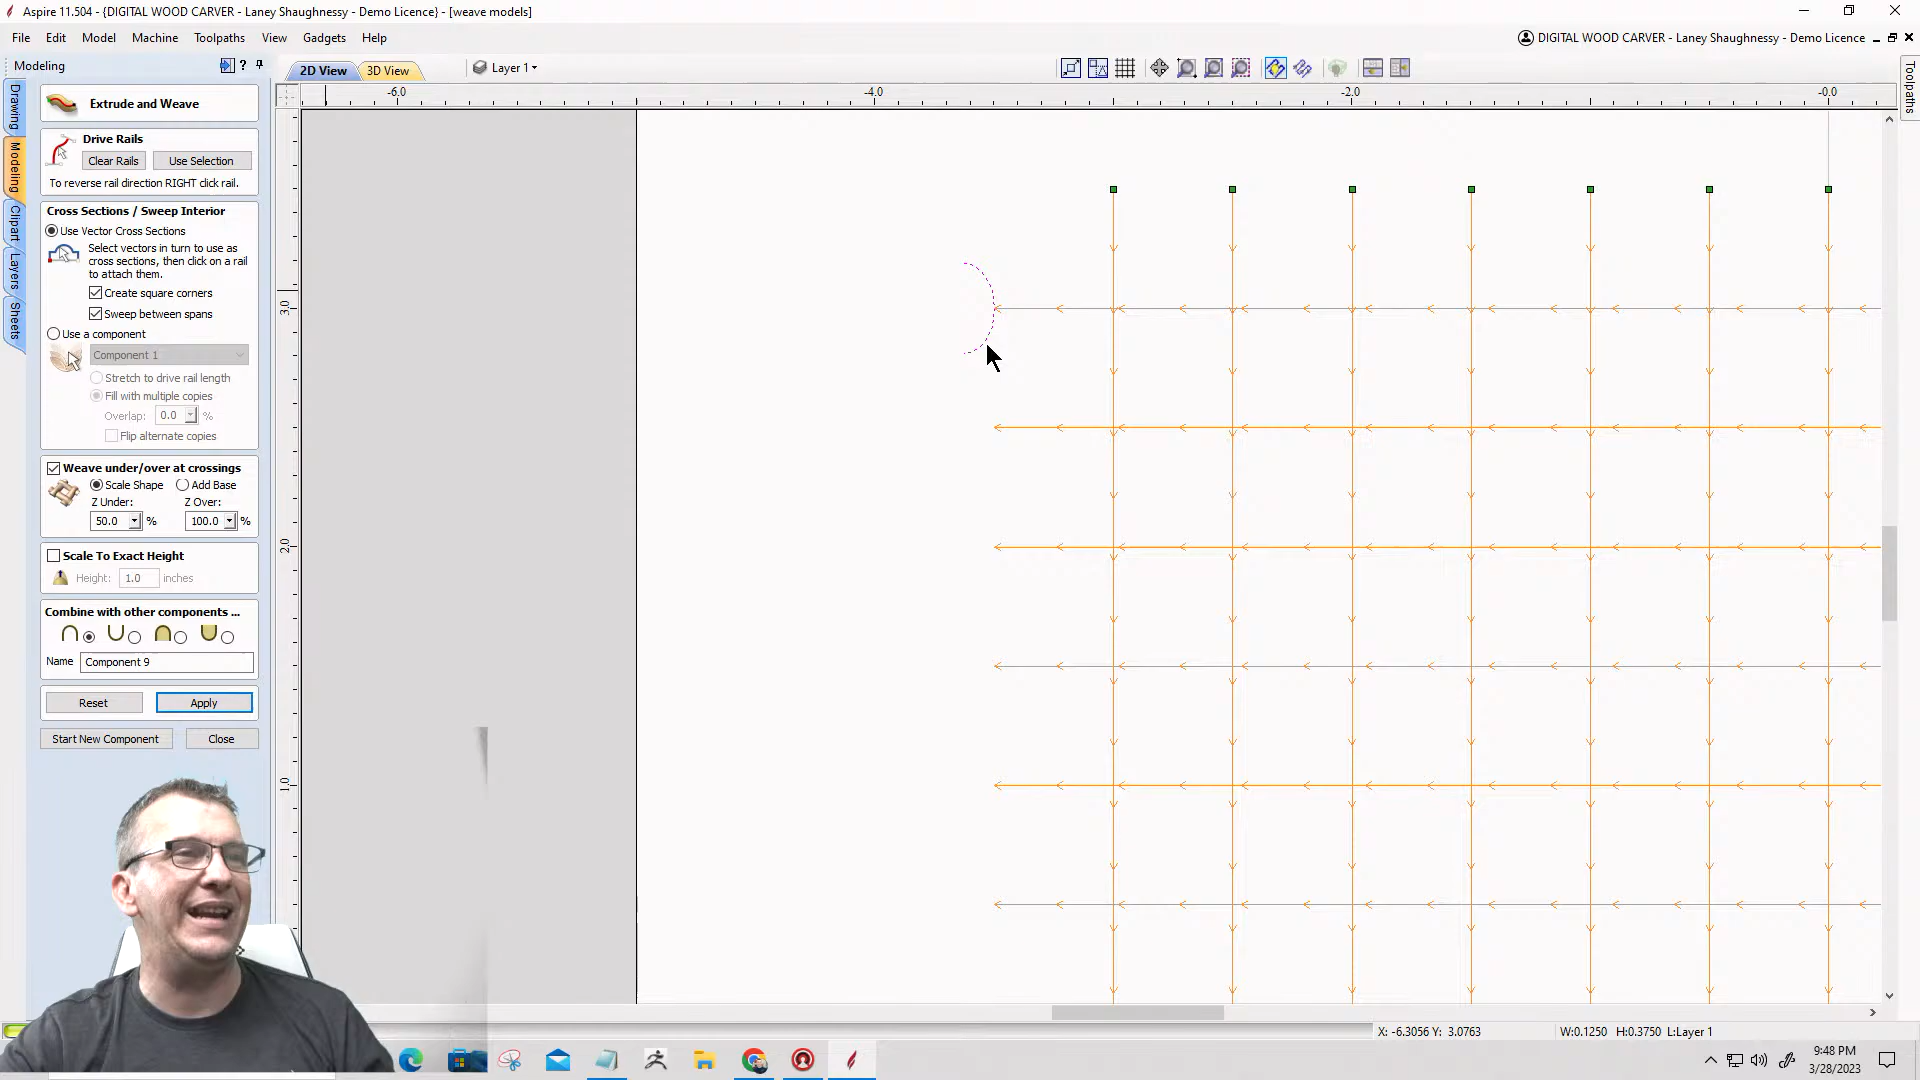 Aspire 11.504 - {DIGITAL WOOD CARVER - Laney Shaughnessy - Demo Licence} - [weave models]
File Edit Model Machine Toolpaths View Gadgets Help
DIGITAL WOOD CARVER - Laney Shaughnessy - Demo Licence
Modeling
2D View
3D View
Layer 1
Toolpaths
Drawing
Modeling
Clipart
Layers
Sheets
-6.0
-4.0
-2.0
-0.0
3.0
2.0
1.0
Extrude and Weave
Drive Rails
Clear Rails
Use Selection
To reverse rail direction RIGHT click rail.
Cross Sections / Sweep Interior
Use Vector Cross Sections
Select vectors in turn to use as
cross sections, then click on a rail
to attach them.
Create square corners
Sweep between spans
Use a component
Component 1
Stretch to drive rail length
Fill with multiple copies
Overlap: 0.0 %
Flip alternate copies
Weave under/over at crossings
Scale Shape
Add Base
Z Under:
Z Over:
50.0 %
100.0 %
Scale To Exact Height
Height: 1.0 inches
Combine with other components ...
Name Component 9
Reset
Apply
Start New Component
Close
X: -6.3056 Y: 3.0763
W:0.1250 H:0.3750 L:Layer 1
9:48 PM
3/28/2023